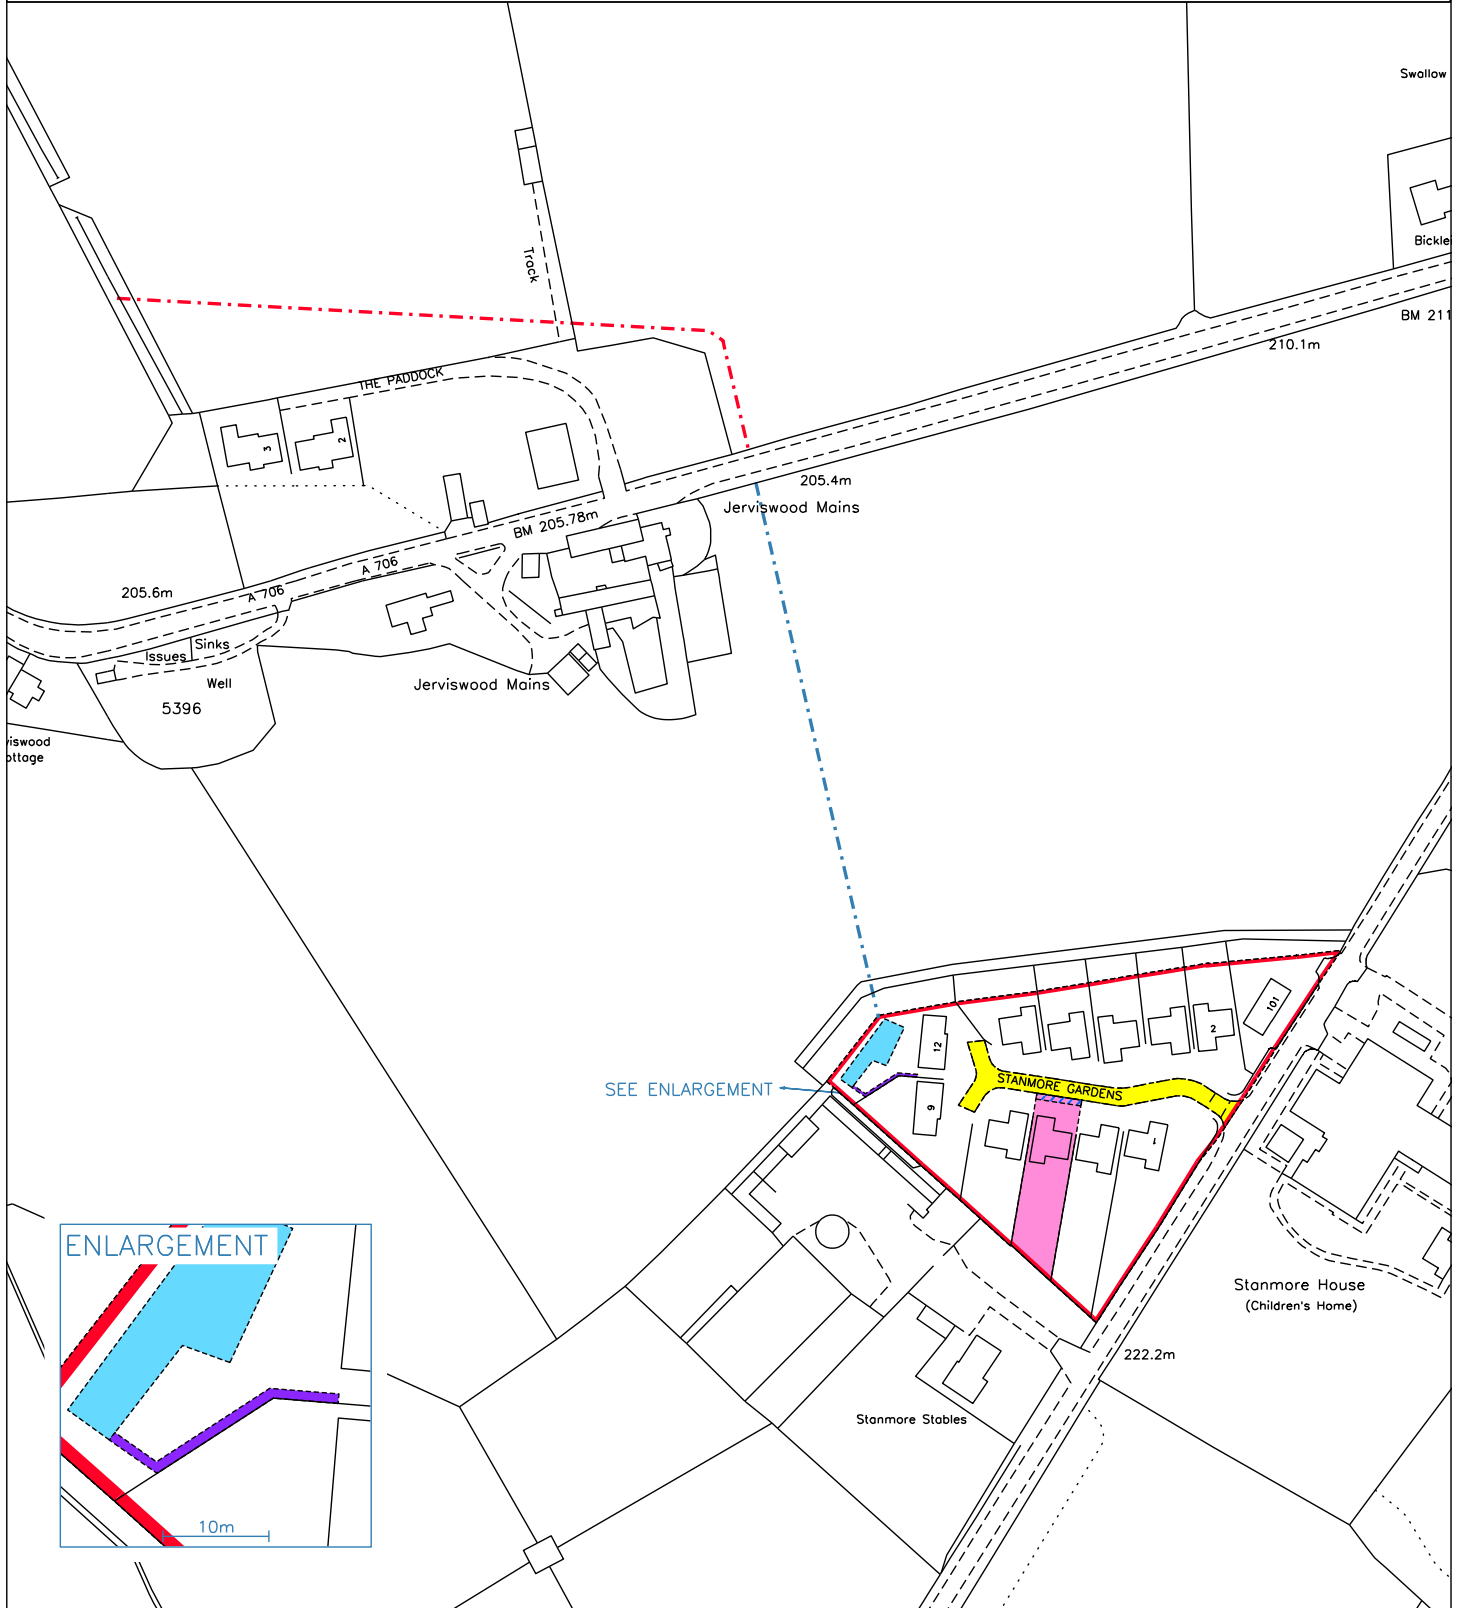 Swallow
Track
Bicklei
BM 211
210.1m
THE PADDOCK
3
2
205.4m
Jerviswood Mains
BM 205.78m
A 706
A 706
205.6m
Sinks
Issues
Well
5396
Jerviswood Mains
viswood
ottage
101
2
12
STANMORE GARDENS
SEE ENLARGEMENT
9
1
ENLARGEMENT
Stanmore House
(Children's Home)
222.2m
Stanmore Stables
10m